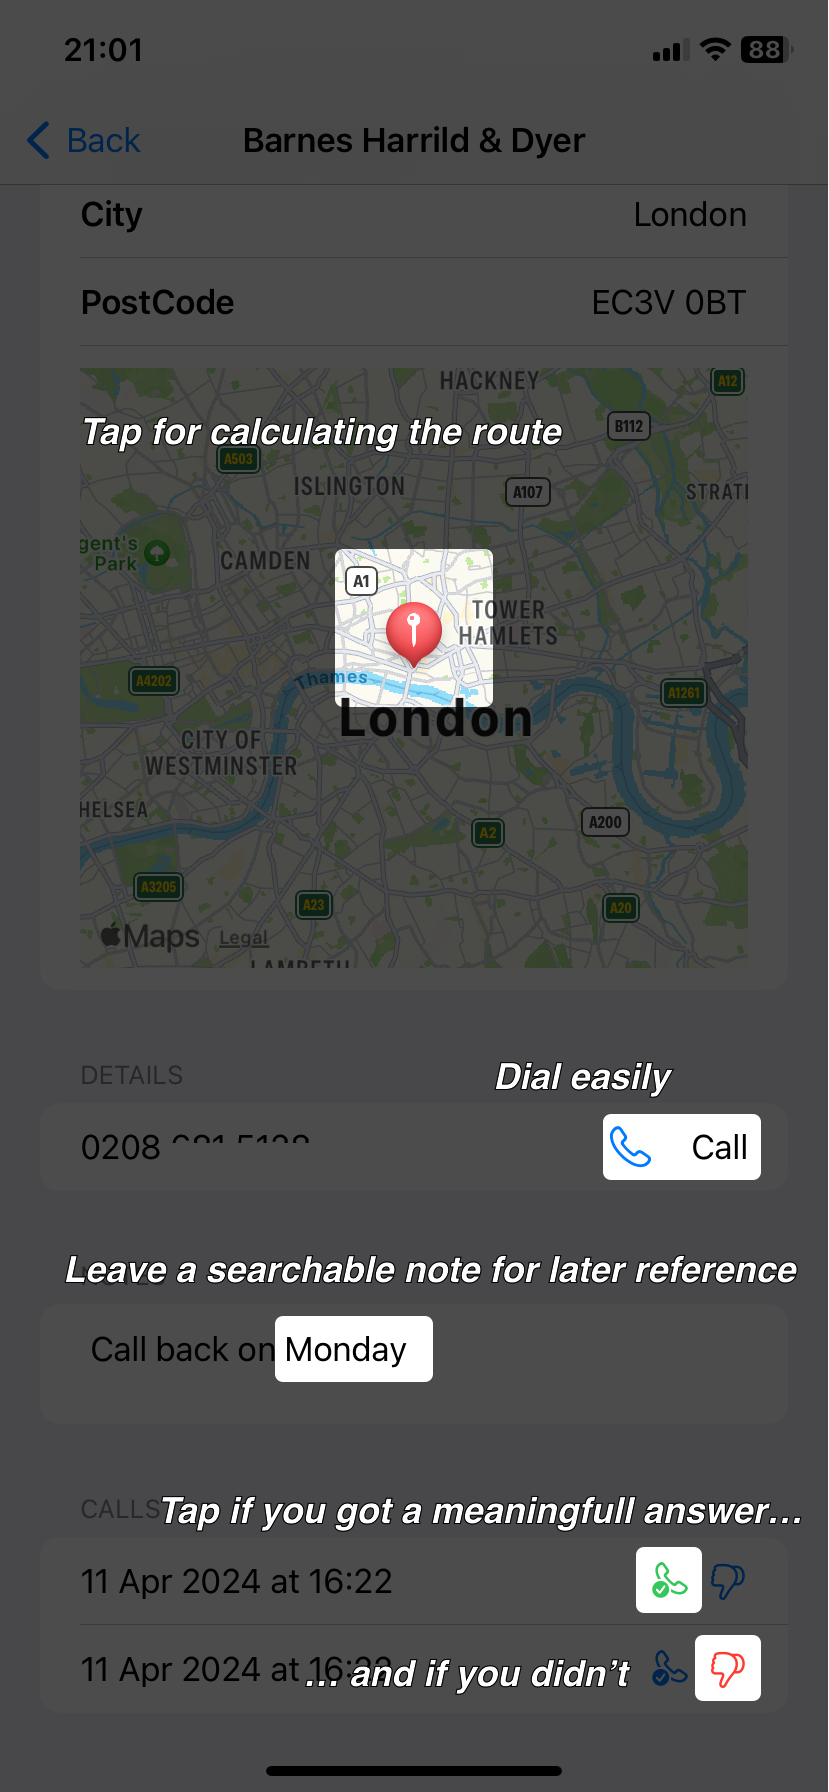 21:01
88
Back
Barnes Harrild & Dyer
City London
PostCode EC3V 0BT
HACKNEY
A12
Tap for calculating the route
B112
A503
ISLINGTON
A107
STRATI
gent's
Park
CAMDEN
A1
TOWER
HAMLETS
Thames
A4202
A1261
London
CITY OF
WESTMINSTER
HELSEA
A2
A200
A3205
A23
A20
Maps
Legal
LAMBETH
DETAILS
Dial easily
0208
Call
Leave a searchable note for later reference
Call back on Monday
CALLS
Tap if you got a meaningfull answer...
11 Apr 2024 at 16:22
11 Apr 2024 at 16:22
... and if you didn't